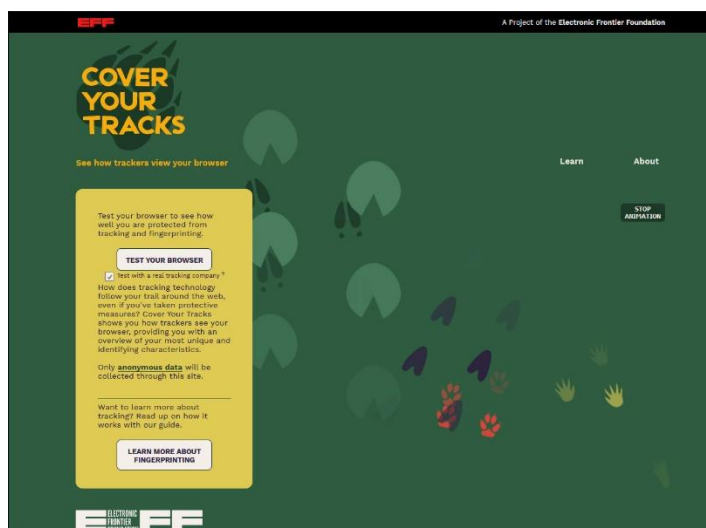 EFF
A Project of the Electronic Frontier Foundation
COVER
YOUR
TRACKS
See how trackers view your browser
Learn
About
STOP
ANIMATION
Test your browser to see how
well you are protected from
tracking and fingerprinting.
TEST YOUR BROWSER
Test with a real tracking company ?
How does tracking technology
follow your trail around the web,
even if you've taken protective
measures? Cover Your Tracks
shows you how trackers see your
browser, providing you with an
overview of your most unique and
identifying characteristics.
Only anonymous data will be
collected through this site.
Want to learn more about
tracking? Read up on how it
works with our guide.
LEARN MORE ABOUT
FINGERPRINTING
ELECTRONIC
FRONTIER